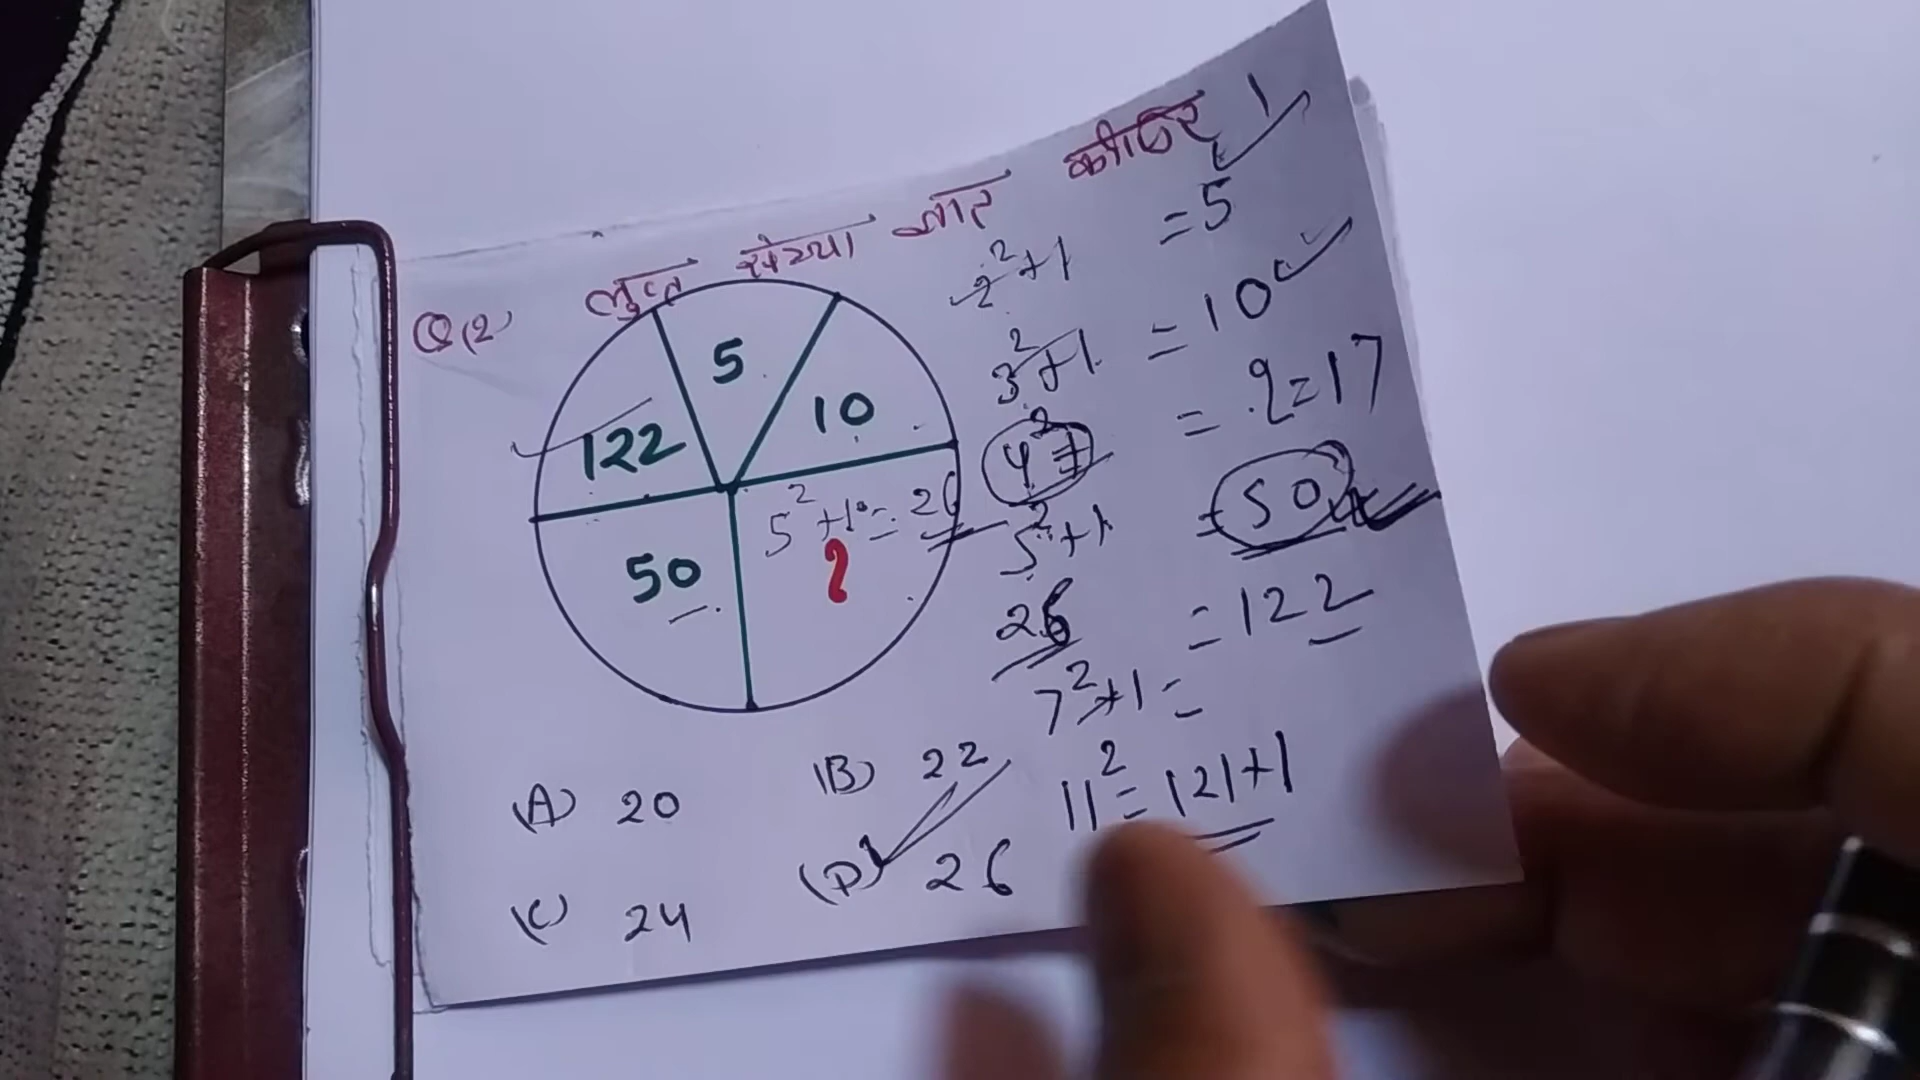 Q(2) लुप्त संख्या ज्ञात कीजिए ।
5
10
122
50
5² + 1 = 26
?
2² + 1 = 5
3² + 1 = 10
4² + = ? = 17
5² + 1 = 50
26 = 122
7² + 1 =
11² = 121 + 1
(A) 20
(B) 22
(C) 24
(D) 26